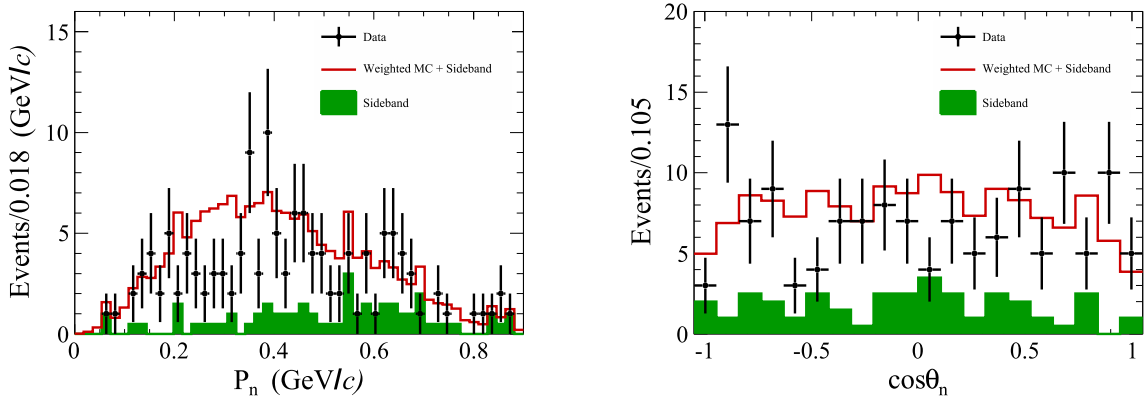 Events/0.018 (GeV/c)
15
10
5
0
Data
Weighted MC + Sideband
Sideband
0 0.2 0.4 0.6 0.8
Pn (GeV/c)
Events/0.105
20
15
10
5
0
Data
Weighted MC + Sideband
Sideband
-1 -0.5 0 0.5 1
cosθn